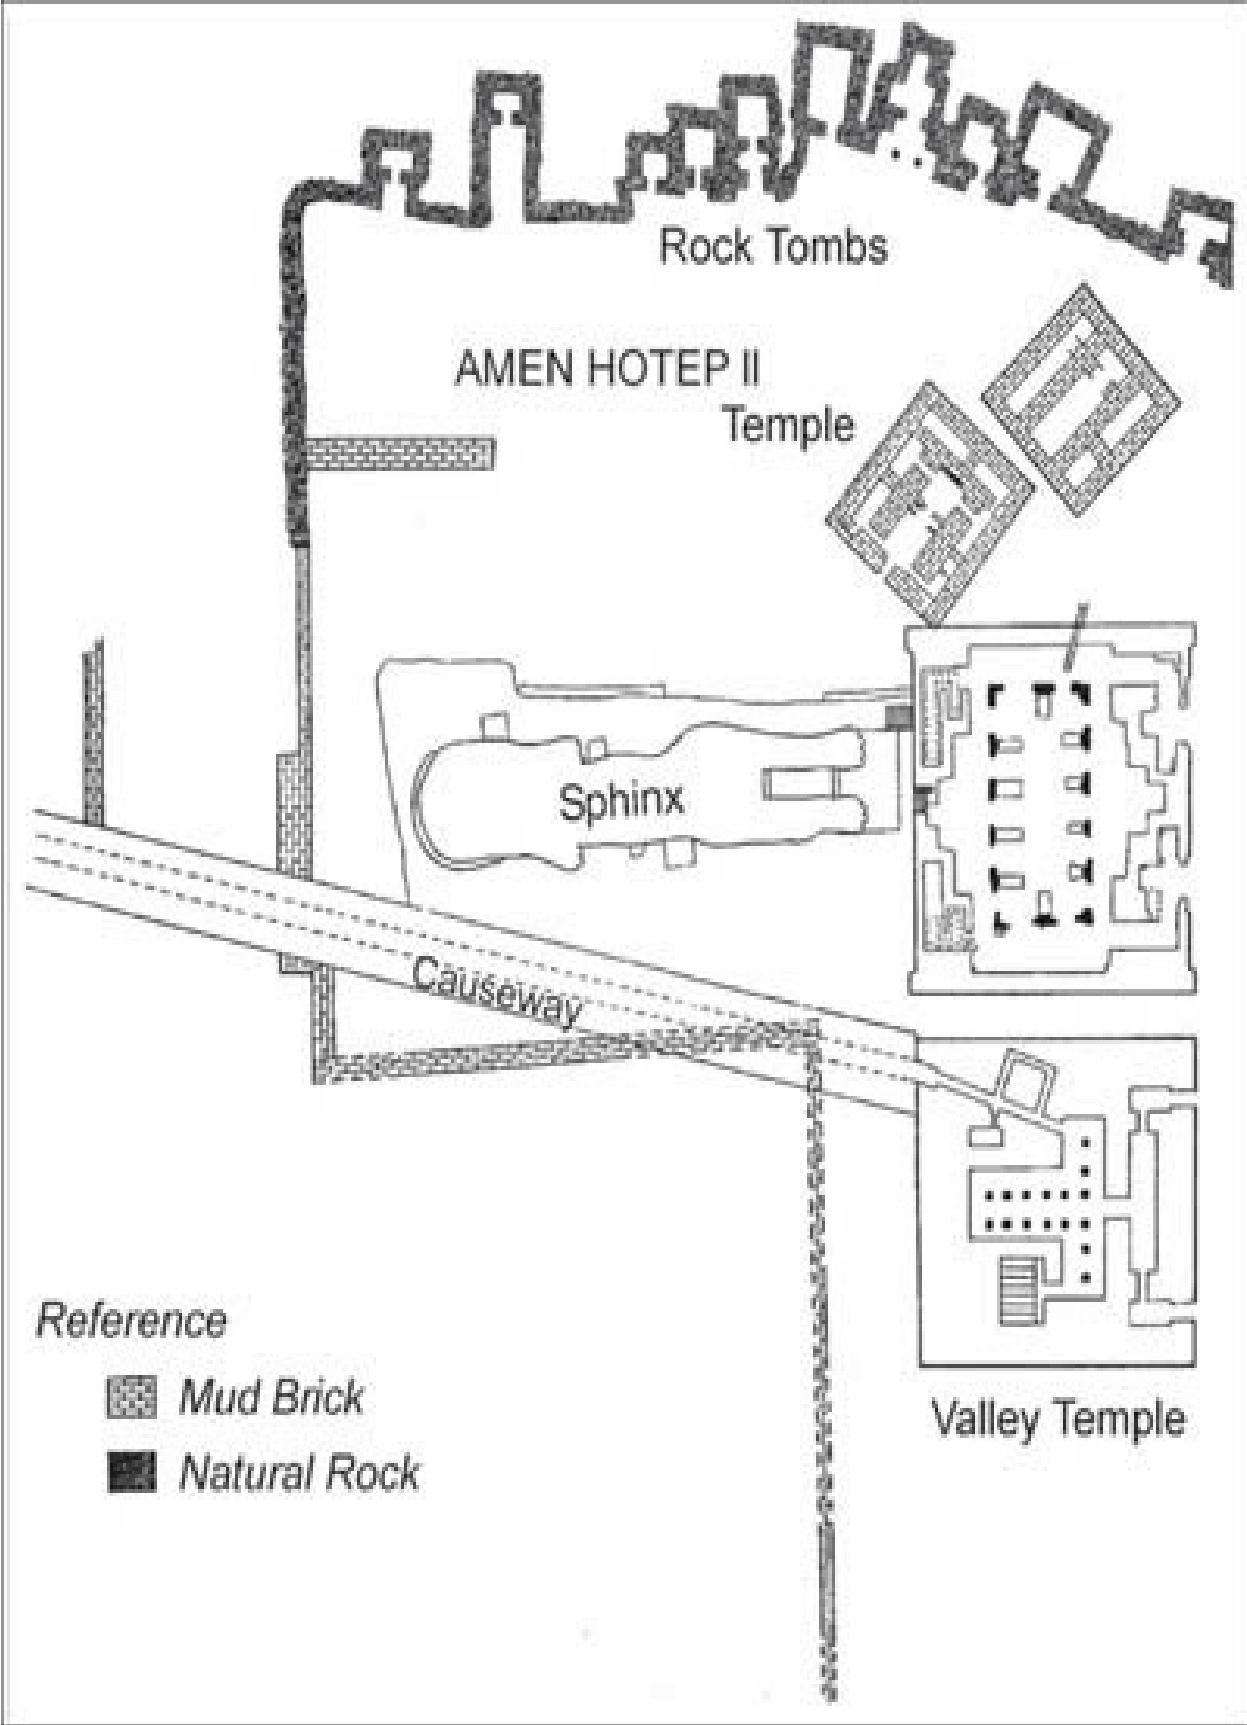 Rock Tombs
AMEN HOTEP II
Temple
Sphinx
Causeway
Reference
Mud Brick
Natural Rock
Valley Temple